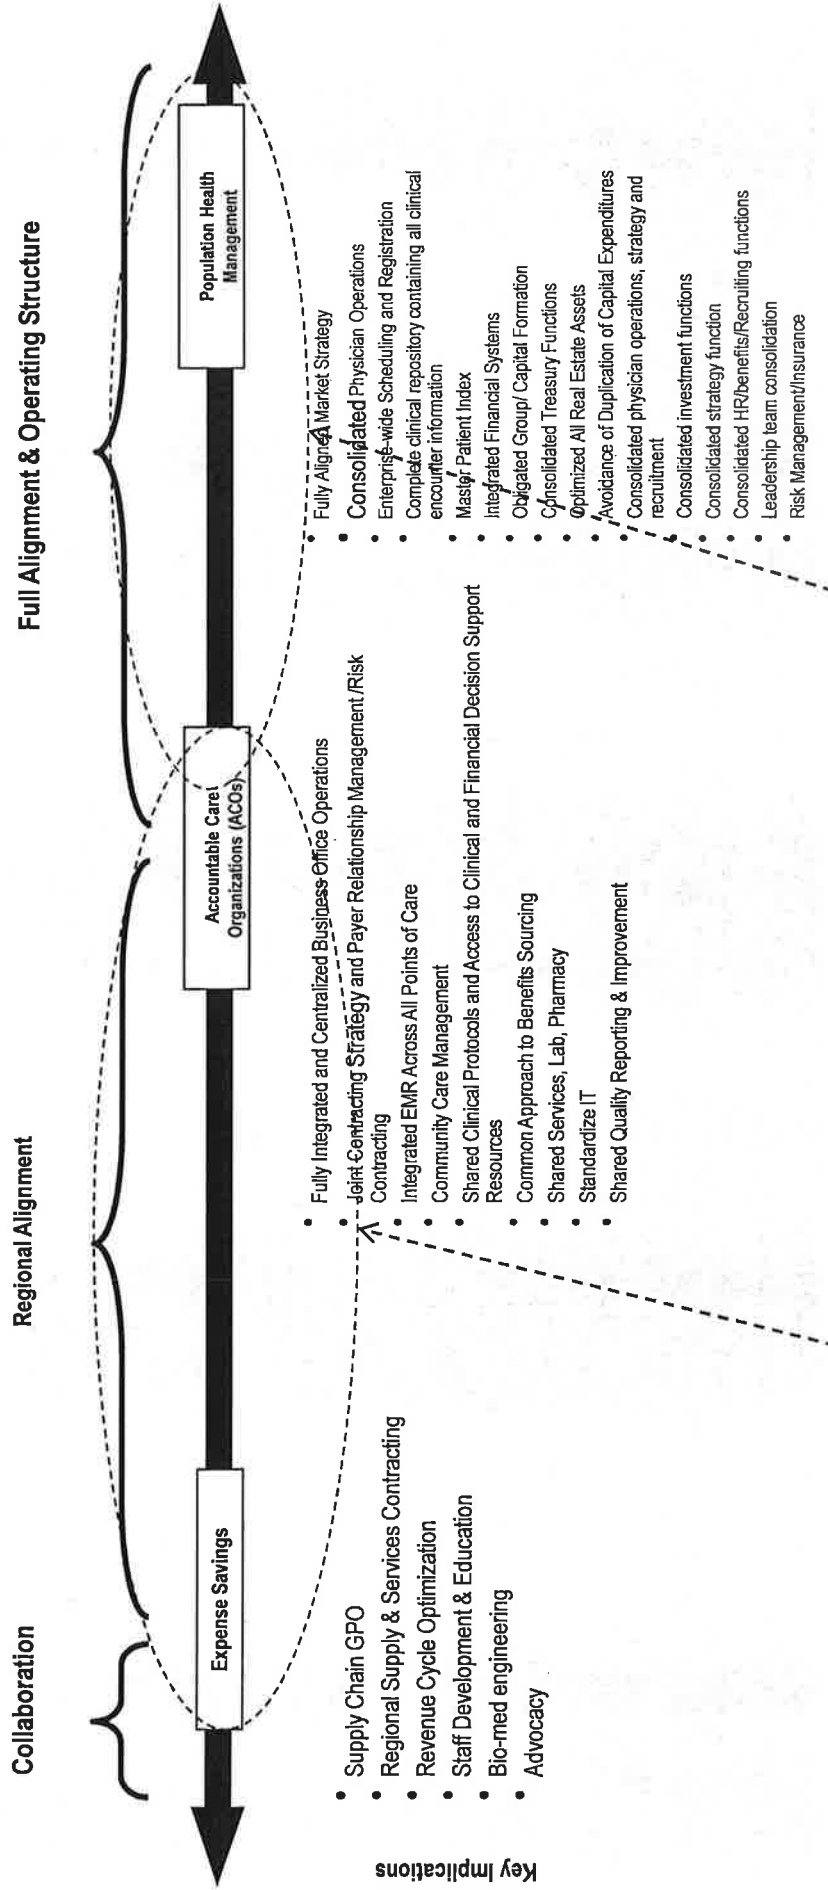 Collaboration
Regional Alignment
Full Alignment & Operating Structure
Expense Savings
Accountable Care
Organizations (ACOs)
Population Health
Management
Key Implications
• Supply Chain GPO
• Regional Supply & Services Contracting
• Revenue Cycle Optimization
• Staff Development & Education
• Bio-med engineering
• Advocacy
• Fully Integrated and Centralized Business Office Operations
• Joint Contracting Strategy and Payer Relationship Management /Risk
Contracting
• Integrated EMR Across All Points of Care
• Community Care Management
• Shared Clinical Protocols and Access to Clinical and Financial Decision Support
Resources
• Common Approach to Benefits Sourcing
• Shared Services, Lab, Pharmacy
• Standardize IT
• Shared Quality Reporting & Improvement
• Fully Aligned Market Strategy
• Consolidated Physician Operations
• Enterprise-wide Scheduling and Registration
• Complete clinical repository containing all clinical
encounter information
• Master Patient Index
• Integrated Financial Systems
• Obligated Group/ Capital Formation
• Consolidated Treasury Functions
• Optimized All Real Estate Assets
• Avoidance of Duplication of Capital Expenditures
• Consolidated physician operations, strategy and
recruitment
• Consolidated investment functions
• Consolidated strategy function
• Consolidated HR/benefits/Recruiting functions
• Leadership team consolidation
• Risk Management/Insurance